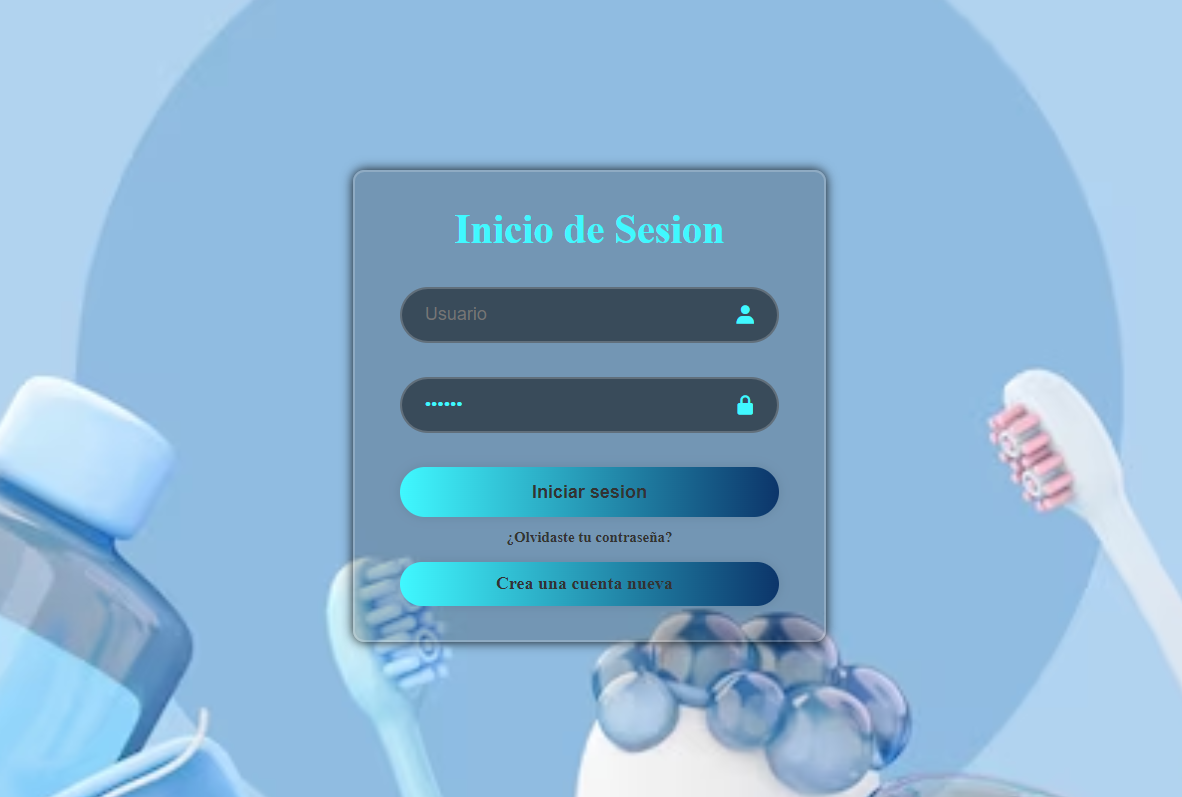 Inicio de Sesion
Usuario
••••••
Iniciar sesion
¿Olvidaste tu contraseña?
Crea una cuenta nueva